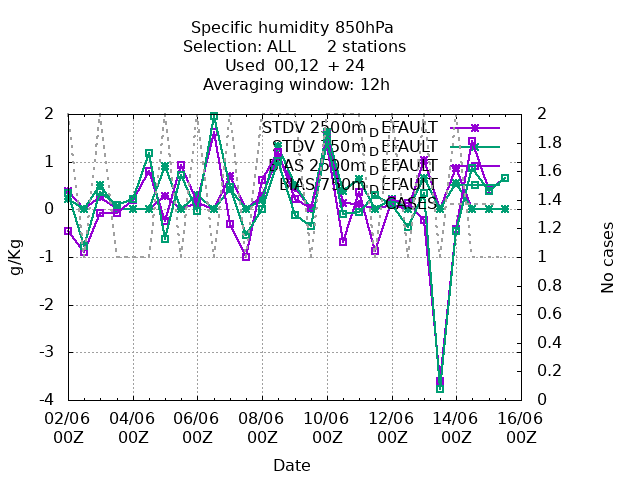 Specific humidity 850hPa
Selection: ALL 2 stations
Used 00,12 + 24
Averaging window: 12h
STDV 2500m DEFAULT
STDV 750m DEFAULT
BIAS 2500m DEFAULT
BIAS 750m DEFAULT
CASES
2
1
0
-1
-2
-3
-4
2
1.8
1.6
1.4
1.2
1
0.8
0.6
0.4
0.2
0
g/Kg
No cases
02/06 04/06 06/06 08/06 10/06 12/06 14/06 16/06
00Z 00Z 00Z 00Z 00Z 00Z 00Z 00Z
Date